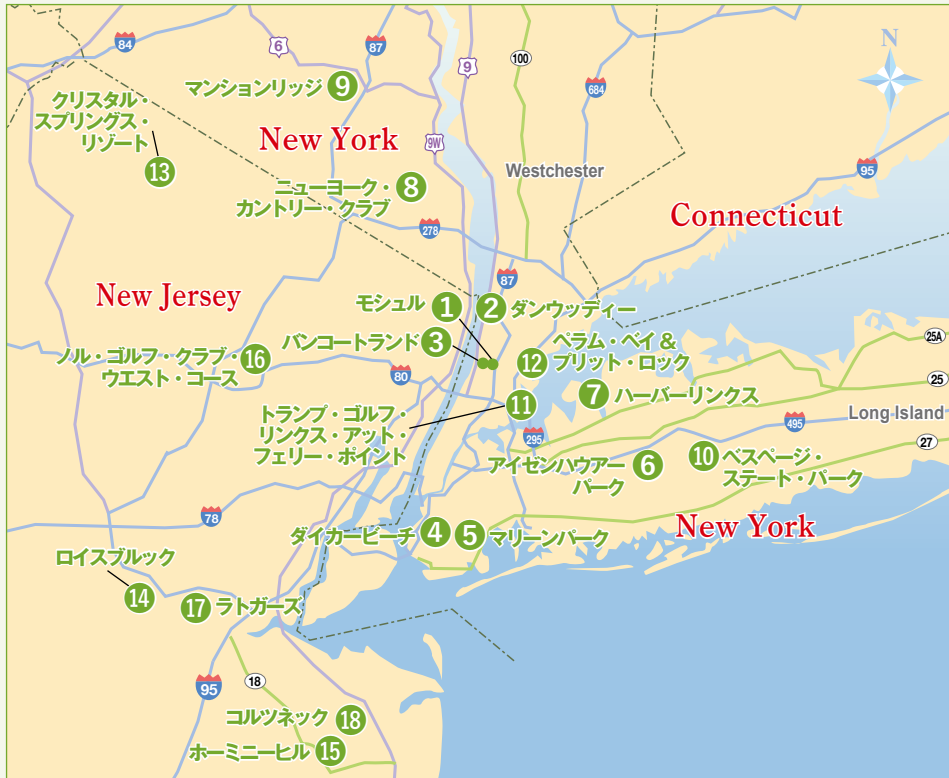 84
6
87
9
100
N
マンションリッジ 9
684
クリスタル・
スプリングス・
リゾート
13
New York
9W
Westchester
95
ニューヨーク・
カントリー・クラブ
8
Connecticut
278
87
New Jersey
モシュル 1
2 ダンウッディー
バンコートランド 3
ペラム・ベイ &
プリット・ロック
12
25A
ノル・ゴルフ・クラブ・
ウエスト・コース
16
80
7 ハーバーリンクス
25
トランプ・ゴルフ・
リンクス・アット・
フェリー・ポイント
11
Long Island
495
295
27
アイゼンハウアー
パーク
6
10 ベスページ・
ステート・パーク
78
ダイカービーチ 4
5 マリーンパーク
New York
ロイスブルック
14
17 ラトガーズ
18
95
コルツネック 18
ホーミニーヒル 15